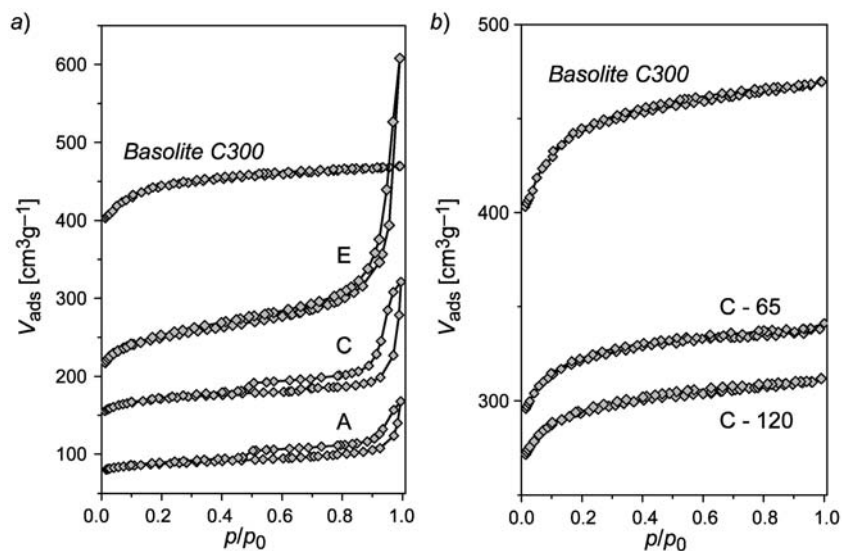 a)
600
500
400
300
200
100
V_ads [cm³g–1]
Basolite C300
E
C
A
0.0 0.2 0.4 0.6 0.8 1.0
p/p₀
b)
500
400
300
V_ads [cm³g–1]
Basolite C300
C - 65
C - 120
0.0 0.2 0.4 0.6 0.8 1.0
p/p₀